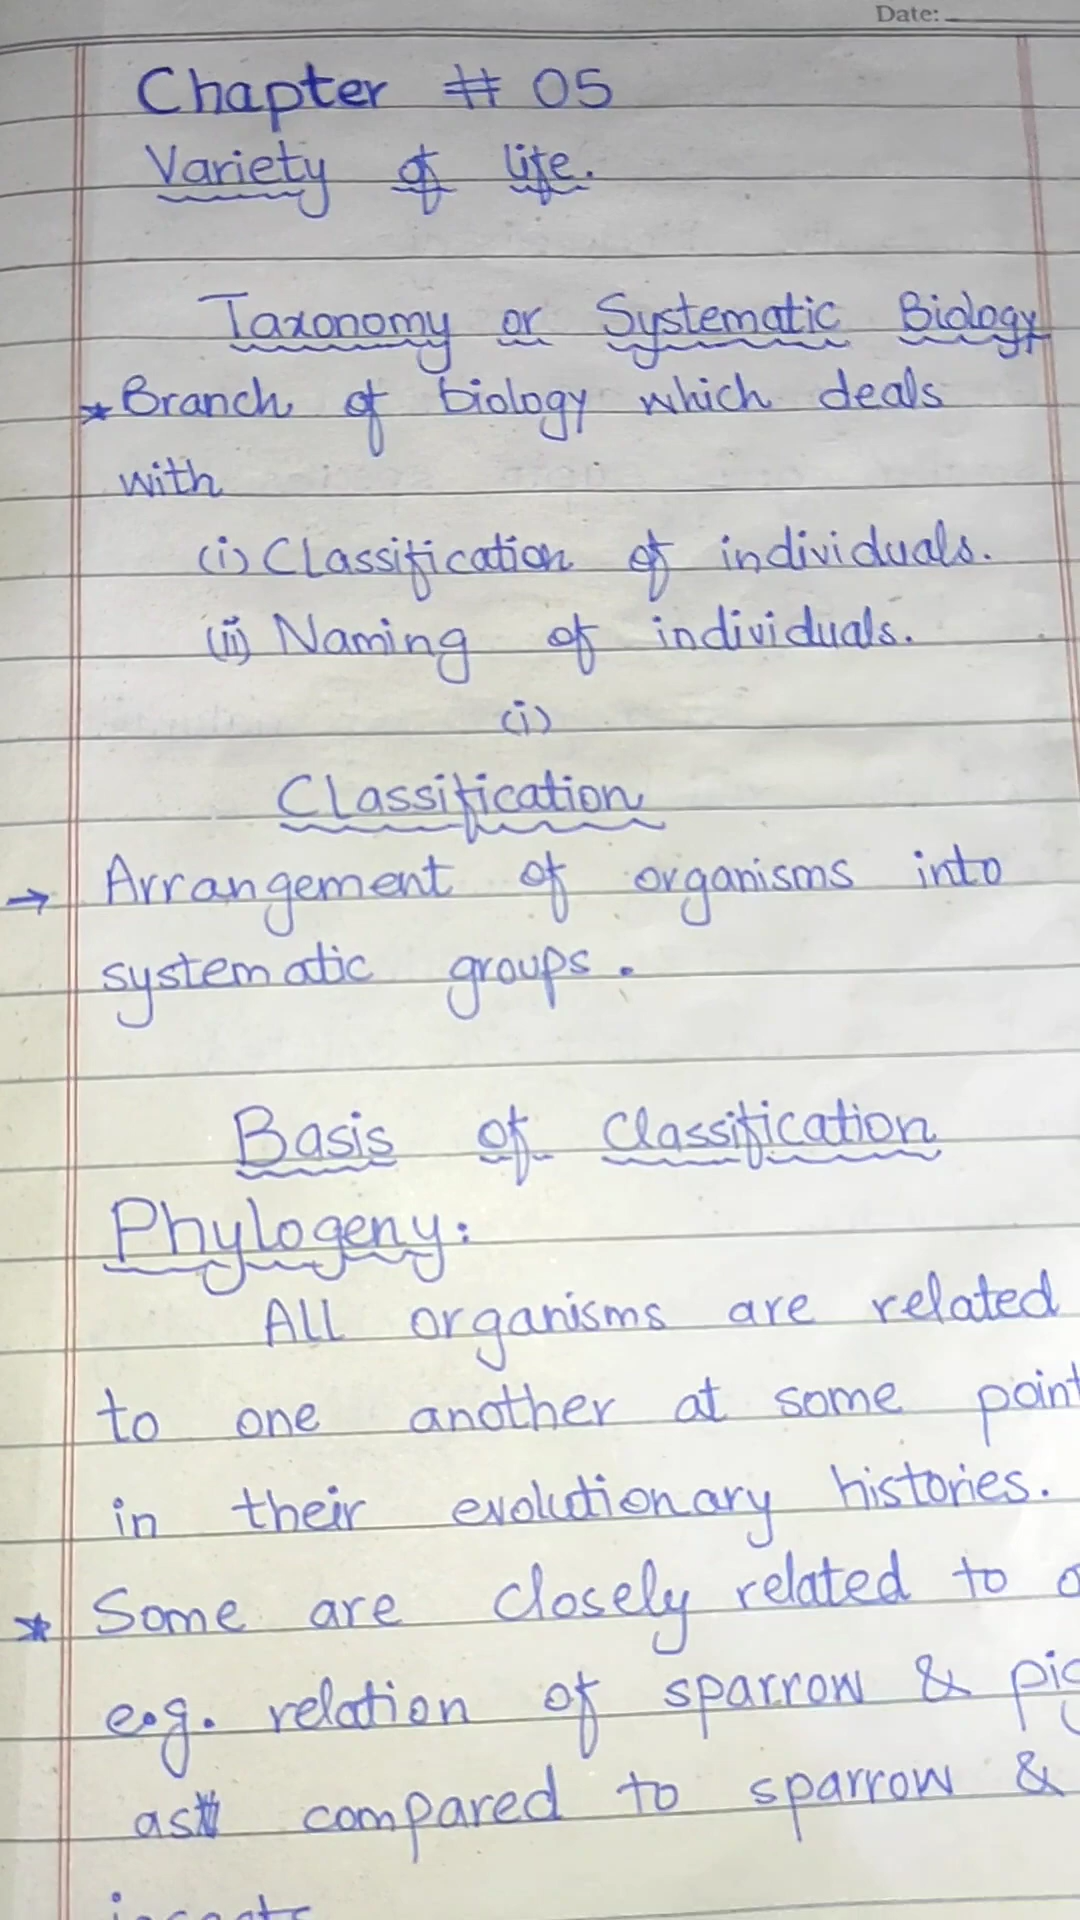 Date:
Chapter # 05
Variety of life.
Taxonomy or Systematic Biology
* Branch of biology which deals
with
(i) Classification of individuals.
(ii) Naming of individuals.
(i)
Classification
→ Arrangement of organisms into
systematic groups.
Basis of classification
Phylogeny:
All organisms are related
to one another at some point
in their evolutionary histories.
* Some are closely related to
e.g. relation of sparrow &
as compared to sparrow &
insects